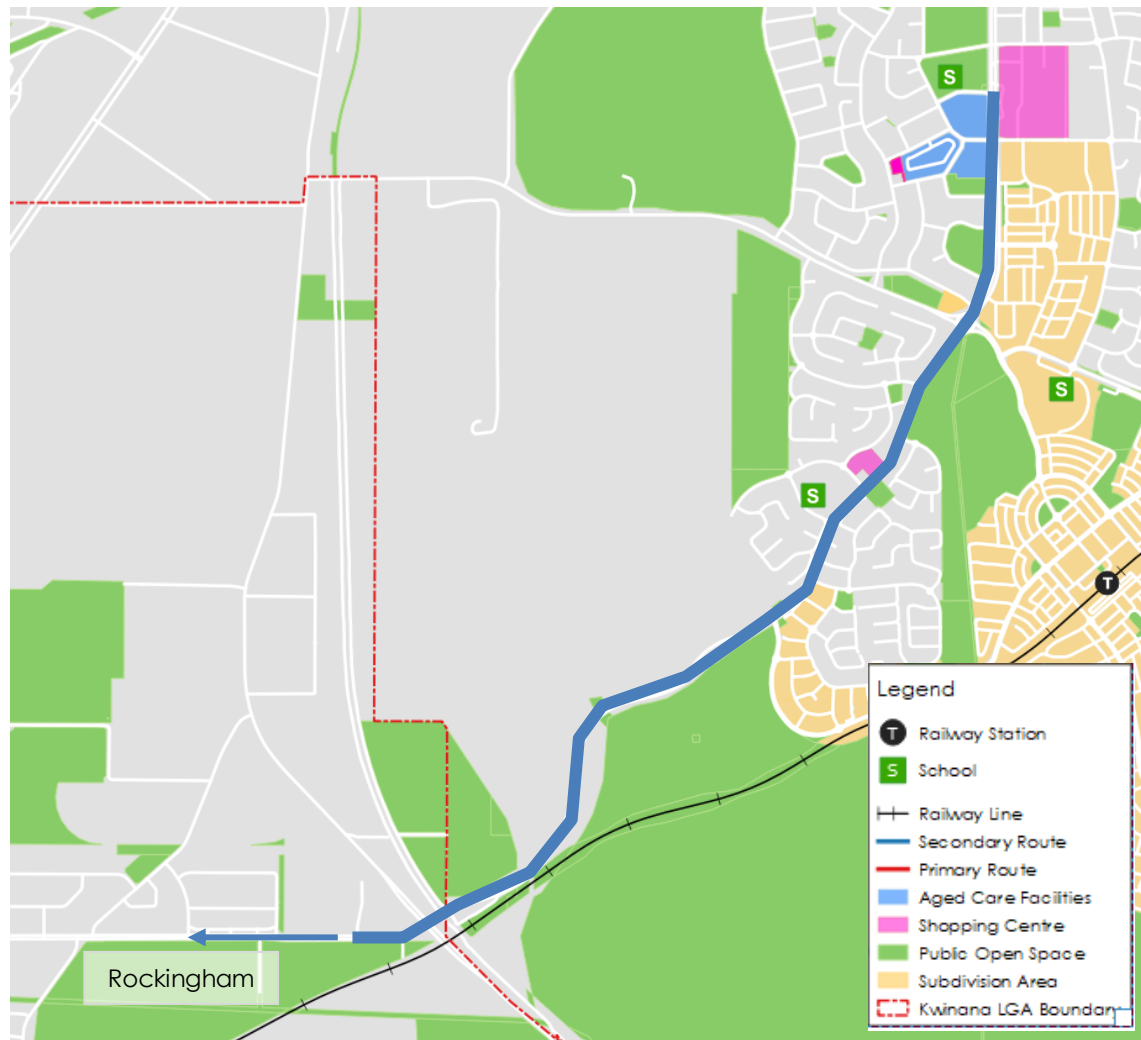 S
S
S
T
Rockingham
Legend
T Railway Station
S School
Railway Line
Secondary Route
Primary Route
Aged Care Facilities
Shopping Centre
Public Open Space
Subdivision Area
Kwinana LGA Boundary